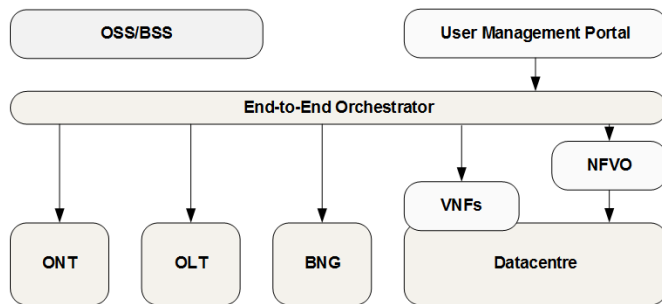 OSS/BSS
User Management Portal
End-to-End Orchestrator
NFVO
VNFs
ONT
OLT
BNG
Datacentre